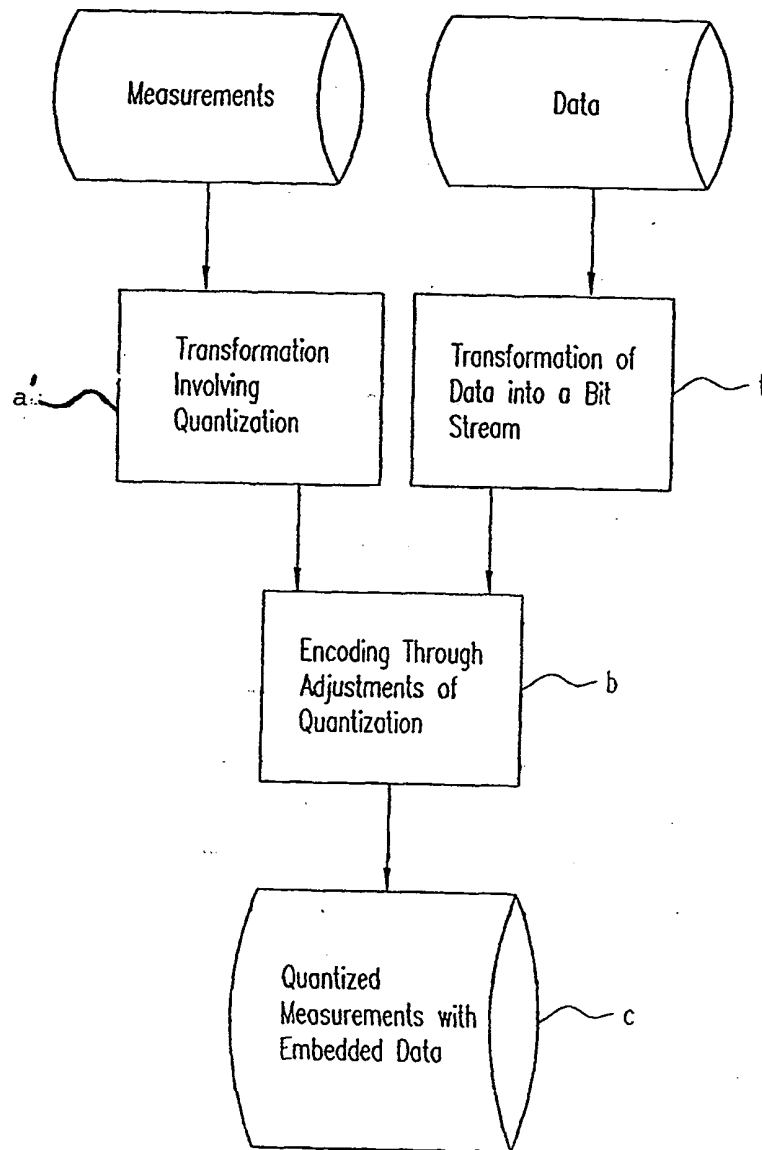 Measurements
Data
Transformation
Involving
Quantization
a'
Transformation of
Data into a Bit
Stream
f
Encoding Through
Adjustments of
Quantization
b
Quantized
Measurements with
Embedded Data
c